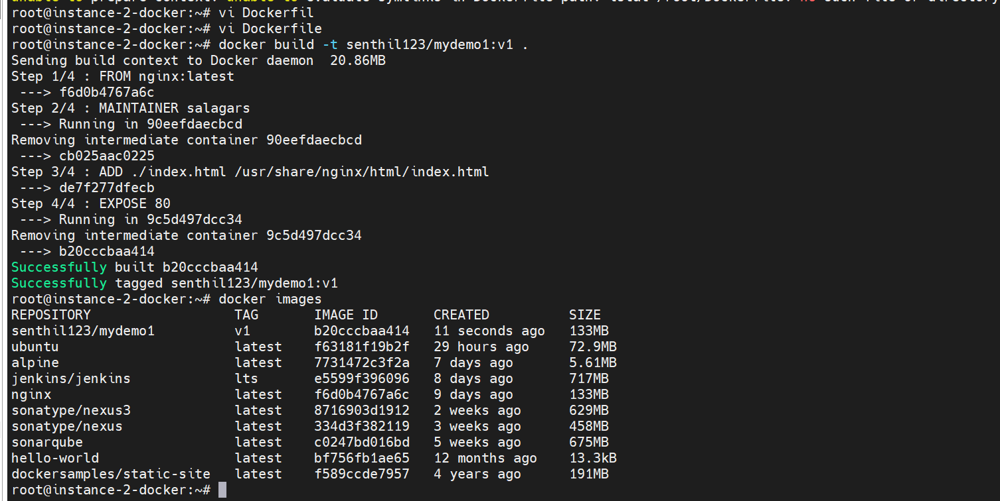 unable to prepare context: unable to evaluate symlinks in Dockerfile path: lstat /root/Dockerfile: no such file or directory
root@instance-2-docker:~# vi Dockerfil
root@instance-2-docker:~# vi Dockerfile
root@instance-2-docker:~# docker build -t senthil123/mydemo1:v1 .
Sending build context to Docker daemon  20.86MB
Step 1/4 : FROM nginx:latest
 ---> f6d0b4767a6c
Step 2/4 : MAINTAINER salagars
 ---> Running in 90eefdaecbcd
Removing intermediate container 90eefdaecbcd
 ---> cb025aac0225
Step 3/4 : ADD ./index.html /usr/share/nginx/html/index.html
 ---> de7f277dfecb
Step 4/4 : EXPOSE 80
 ---> Running in 9c5d497dcc34
Removing intermediate container 9c5d497dcc34
 ---> b20cccbaa414
Successfully built b20cccbaa414
Successfully tagged senthil123/mydemo1:v1
root@instance-2-docker:~# docker images
REPOSITORY                  TAG       IMAGE ID       CREATED          SIZE
senthil123/mydemo1          v1        b20cccbaa414   11 seconds ago   133MB
ubuntu                      latest    f63181f19b2f   29 hours ago     72.9MB
alpine                      latest    7731472c3f2a   7 days ago       5.61MB
jenkins/jenkins             lts       e5599f396096   8 days ago       717MB
nginx                       latest    f6d0b4767a6c   9 days ago       133MB
sonatype/nexus3             latest    8716903d1912   2 weeks ago      629MB
sonatype/nexus              latest    334d3f382119   3 weeks ago      458MB
sonarqube                   latest    c0247bd016bd   5 weeks ago      675MB
hello-world                 latest    bf756fb1ae65   12 months ago    13.3kB
dockersamples/static-site   latest    f589ccde7957   4 years ago      191MB
root@instance-2-docker:~#